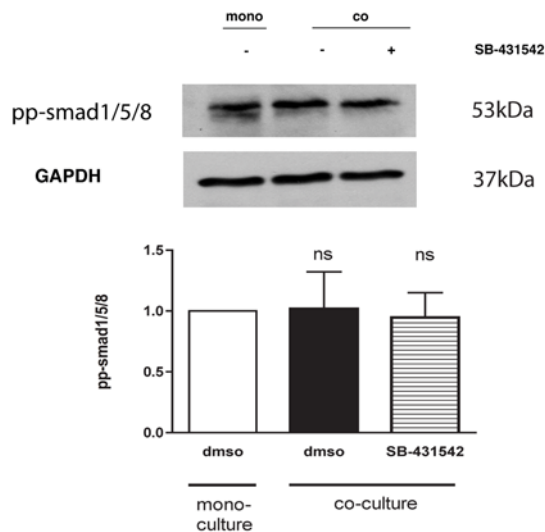 mono co
- - + SB-431542
pp-smad1/5/8 53kDa
GAPDH 37kDa
pp-smad1/5/8
1.5
1.0
0.5
0.0
ns ns
dmso dmso SB-431542
mono-
culture
co-culture